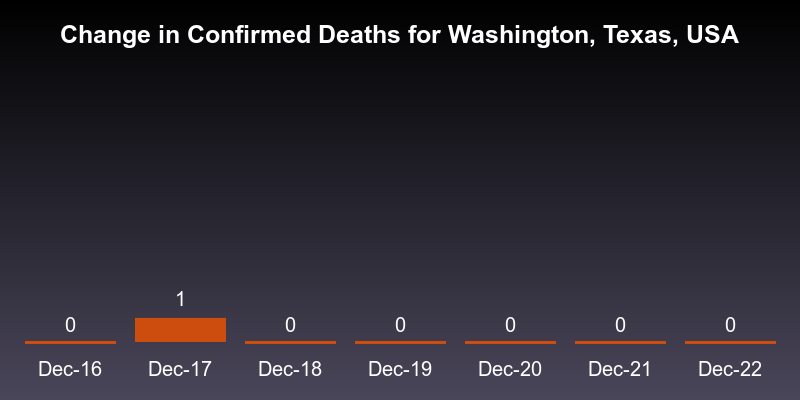 Change in Confirmed Deaths for Washington, Texas, USA
1
0 0 0 0 0 0
Dec-16 Dec-17 Dec-18 Dec-19 Dec-20 Dec-21 Dec-22